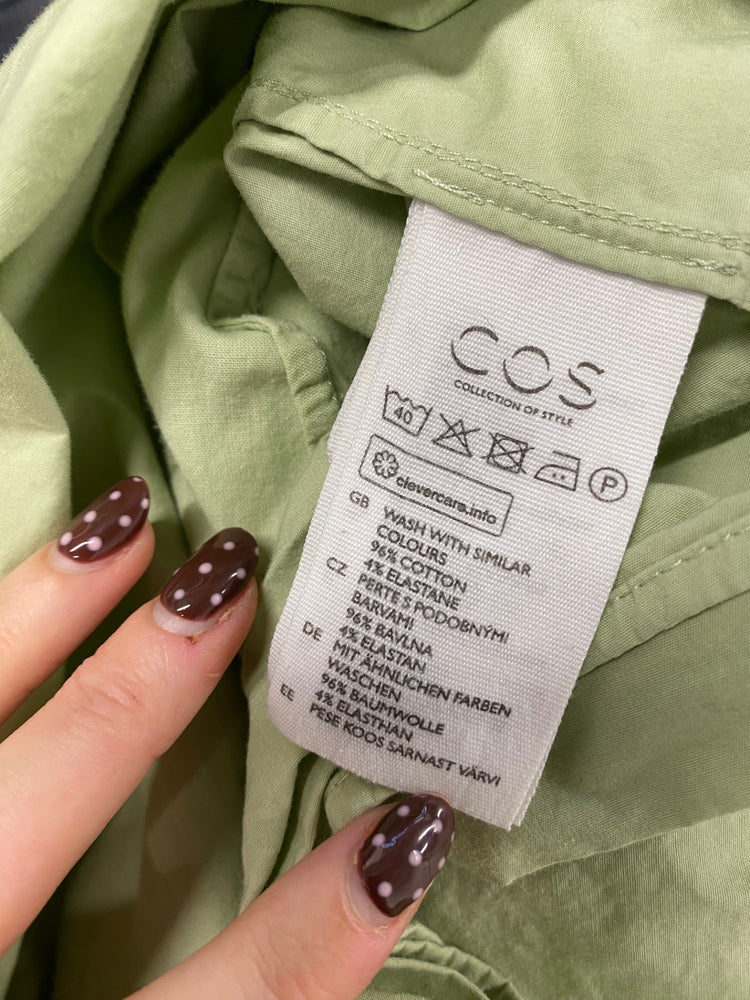 COS
COLLECTION OF STYLE
40
P
clevercare.info
GB WASH WITH SIMILAR
COLOURS
96% COTTON
4% ELASTANE
CZ PERTE S PODOBNÝMI
BARVAMI
96% BAVLNA
4% ELASTAN
DE MIT ÄHNLICHEN FARBEN
WASCHEN
96% BAUMWOLLE
4% ELASTHAN
EE PESE KOOS SARNAST VÄRVI